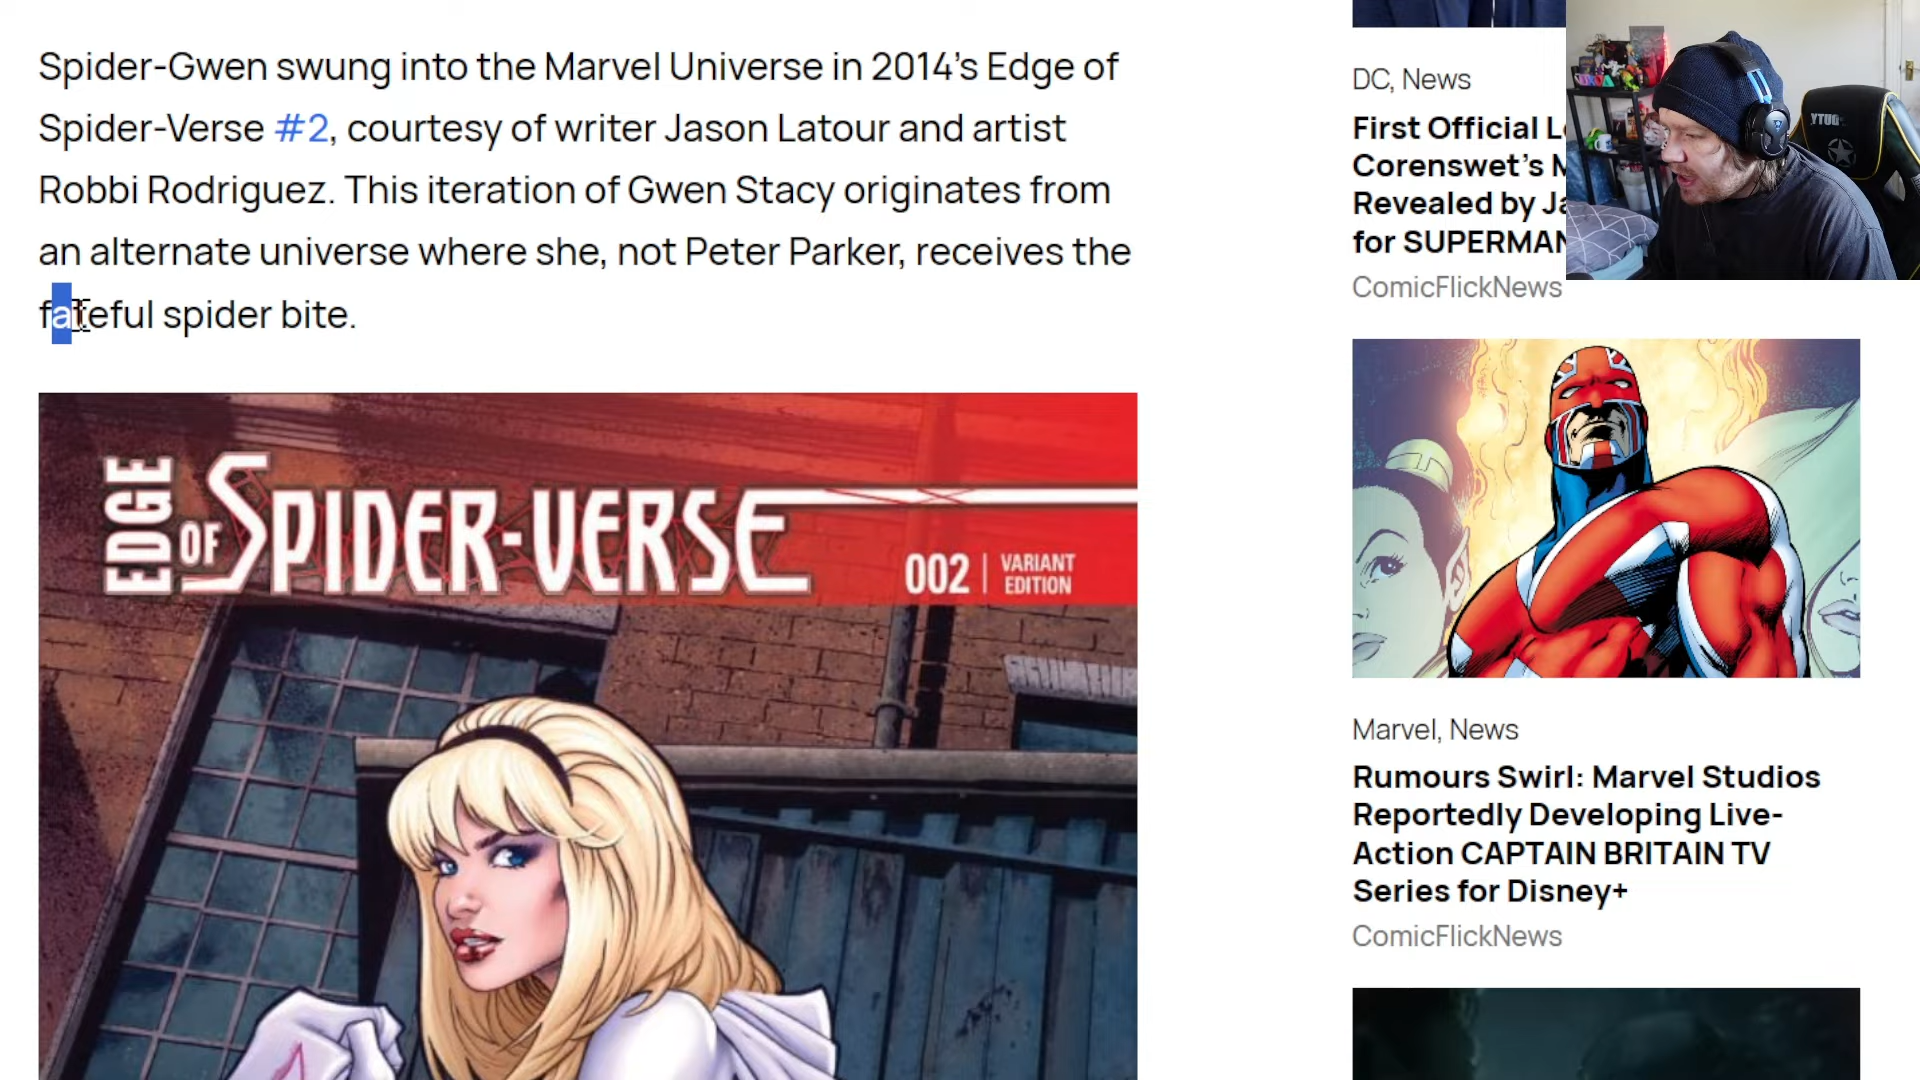 Spider-Gwen swung into the Marvel Universe in 2014's Edge of
Spider-Verse #2, courtesy of writer Jason Latour and artist
Robbi Rodriguez. This iteration of Gwen Stacy originates from
an alternate universe where she, not Peter Parker, receives the
fateful spider bite.
EDGE OF SPIDER-VERSE
002 | VARIANT
EDITION
DC, News
First Official
Corenswet's
Revealed by
for SUPERMAN
ComicFlickNews
Marvel, News
Rumours Swirl: Marvel Studios
Reportedly Developing Live-
Action CAPTAIN BRITAIN TV
Series for Disney+
ComicFlickNews